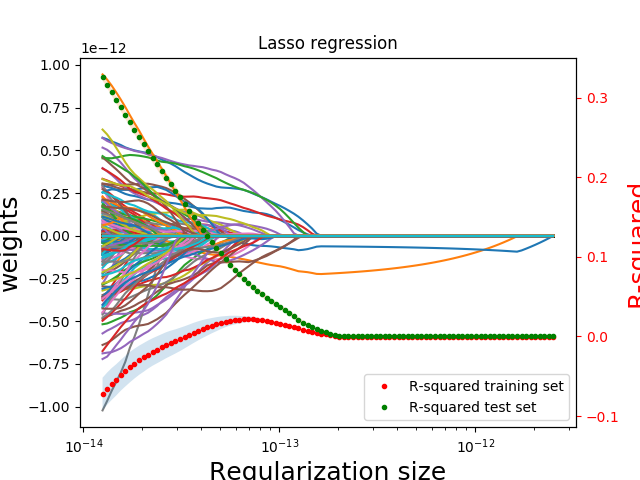 Lasso regression
1e−12
1.00
0.75
0.50
0.25
0.00
−0.25
−0.50
−0.75
−1.00
weights
0.3
0.2
0.1
0.0
−0.1
R-squared
R-squared training set
R-squared test set
10⁻¹⁴
10⁻¹³
10⁻¹²
Regularization size